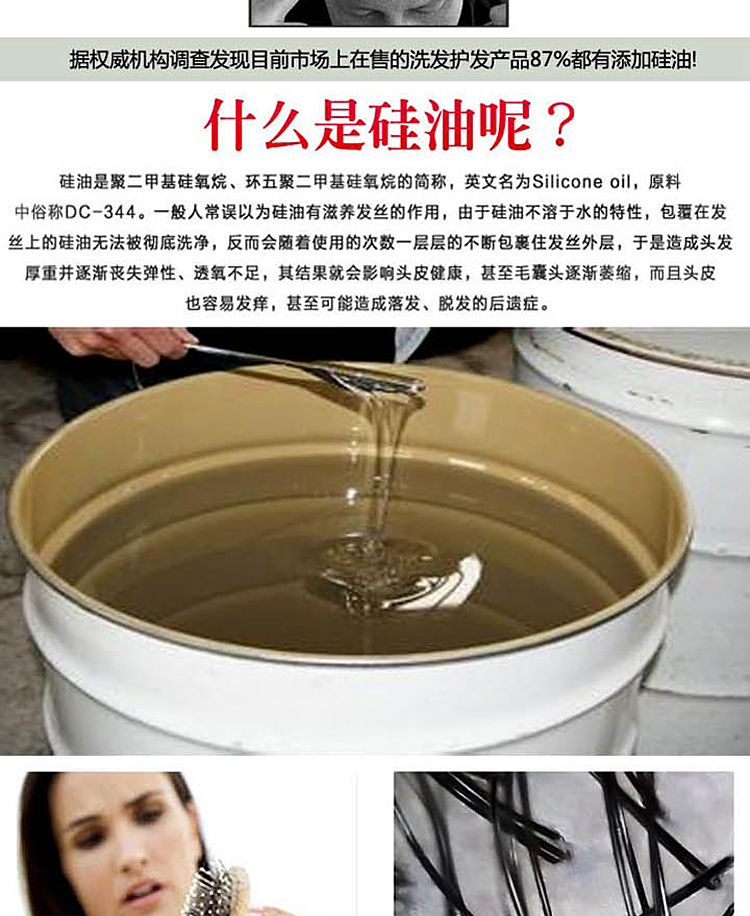 据权威机构调查发现目前市场上在售的洗发护发产品87%都有添加硅油!
什么是硅油呢？
硅油是聚二甲基硅氧烷、环五聚二甲基硅氧烷的简称，英文名为Silicone oil，原料
中俗称DC-344。一般人常误以为硅油有滋养发丝的作用，由于硅油不溶于水的特性，包覆在发
丝上的硅油无法被彻底洗净，反而会随着使用的次数一层层的不断包裹住发丝外层，于是造成头发
厚重并逐渐丧失弹性、透氧不足，其结果就会影响头皮健康，甚至毛囊头逐渐萎缩，而且头皮
也容易发痒，甚至可能造成落发、脱发的后遗症。